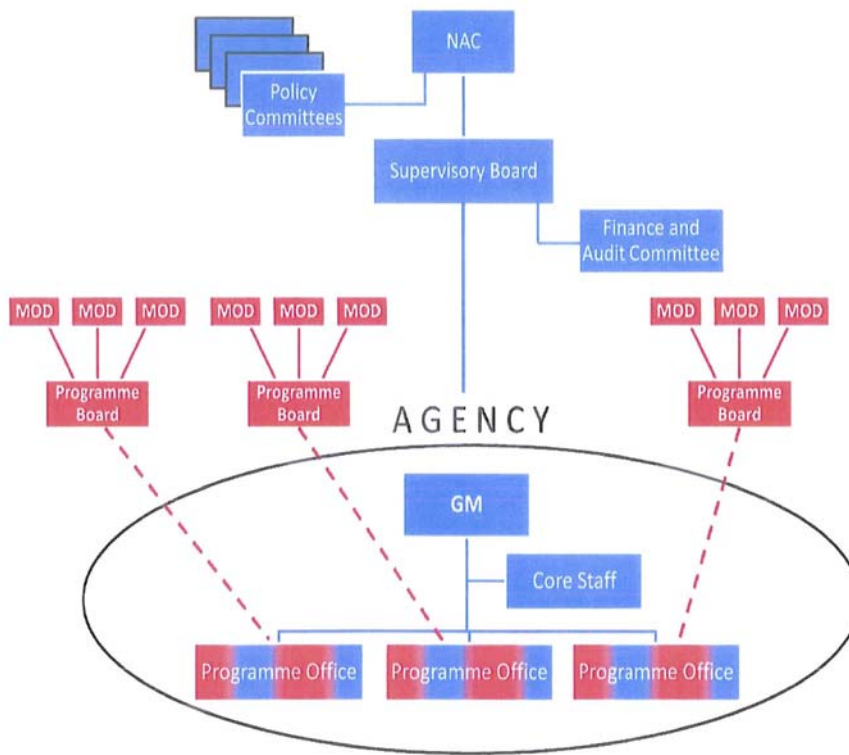 NAC
Policy
Committees
Supervisory Board
Finance and
Audit Committee
MOD MOD MOD MOD MOD MOD MOD MOD MOD
Programme
Board
Programme
Board
Programme
Board
AGENCY
GM
Core Staff
Programme Office Programme Office Programme Office